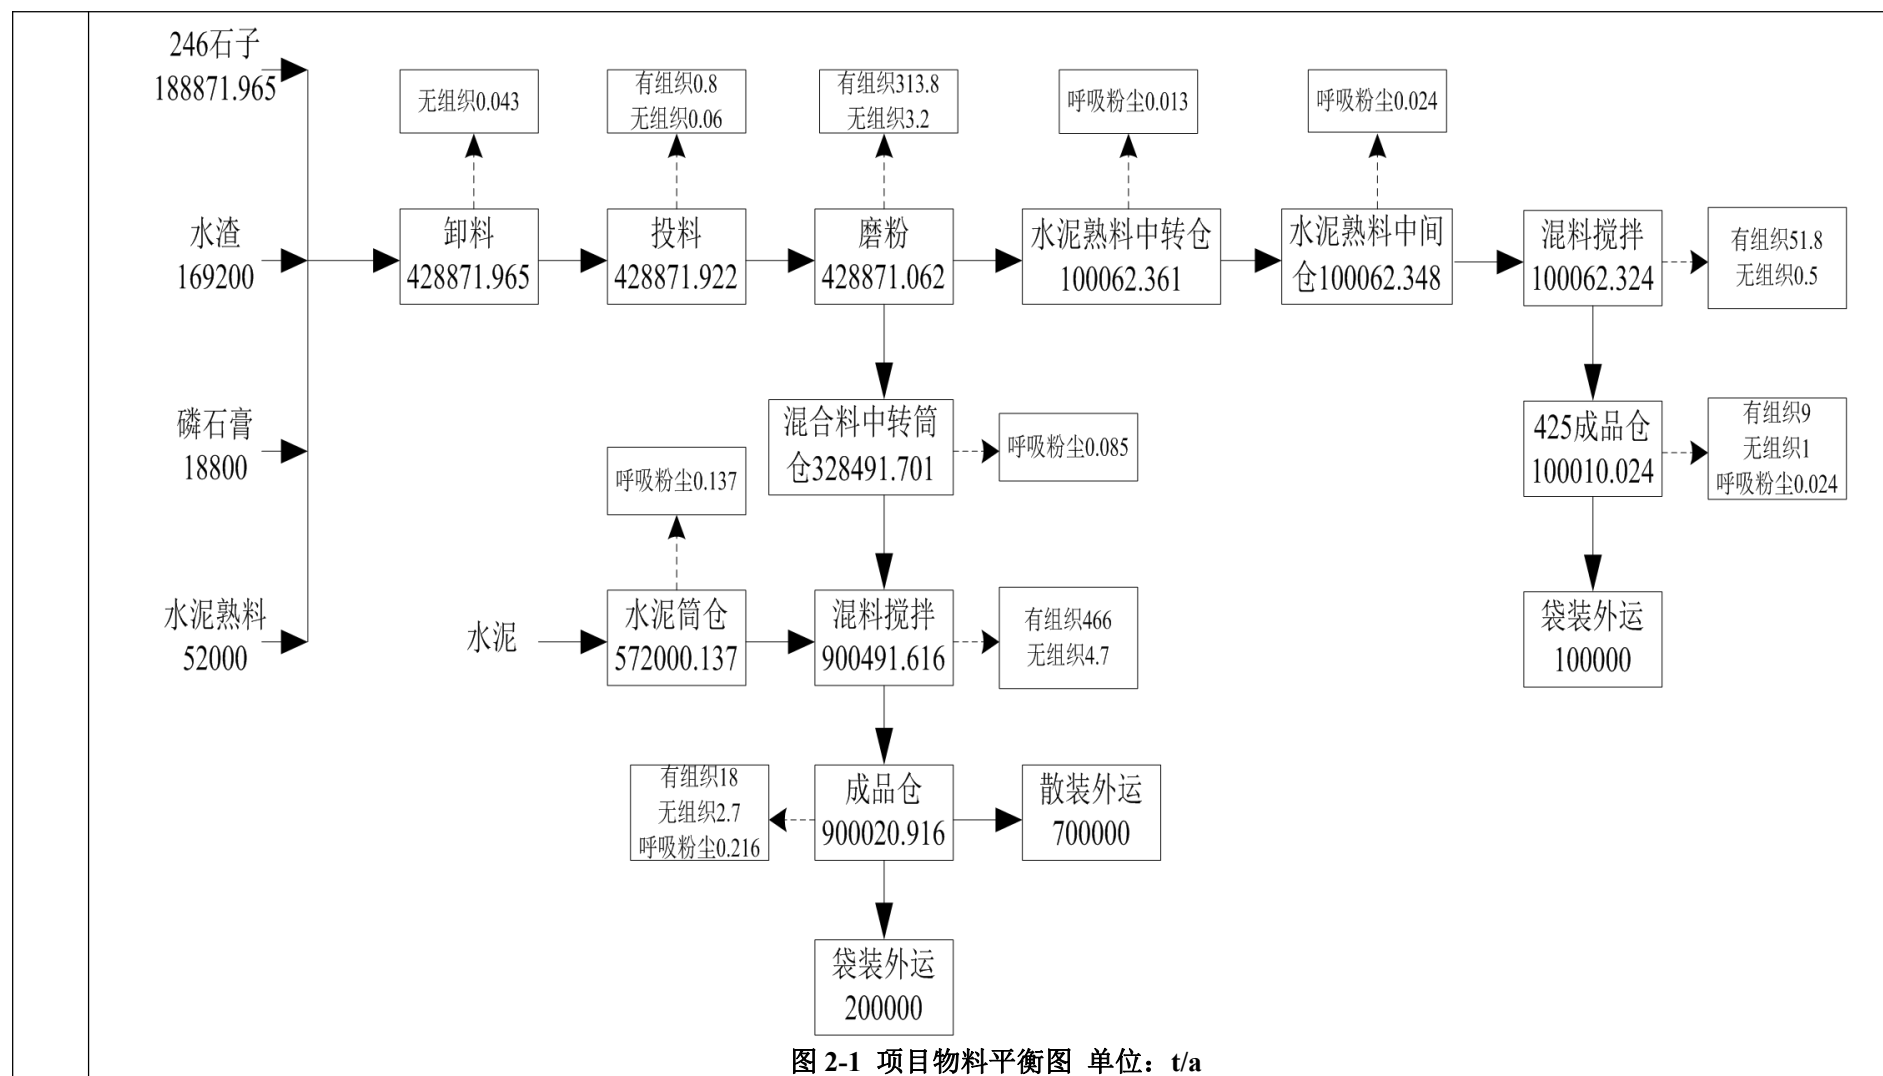 246石子
188871.965
无组织0.043
有组织0.8
无组织0.06
有组织313.8
无组织3.2
呼吸粉尘0.013
呼吸粉尘0.024
水渣
169200
卸料
428871.965
投料
428871.922
磨粉
428871.062
水泥熟料中转仓
100062.361
水泥熟料中间
仓100062.348
混料搅拌
100062.324
有组织51.8
无组织0.5
磷石膏
18800
混合料中转筒
仓328491.701
呼吸粉尘0.085
425成品仓
100010.024
有组织9
无组织1
呼吸粉尘0.024
呼吸粉尘0.137
水泥熟料
52000
水泥
水泥筒仓
572000.137
混料搅拌
900491.616
有组织466
无组织4.7
袋装外运
100000
有组织18
无组织2.7
呼吸粉尘0.216
成品仓
900020.916
散装外运
700000
袋装外运
200000
图 2-1 项目物料平衡图 单位：t/a